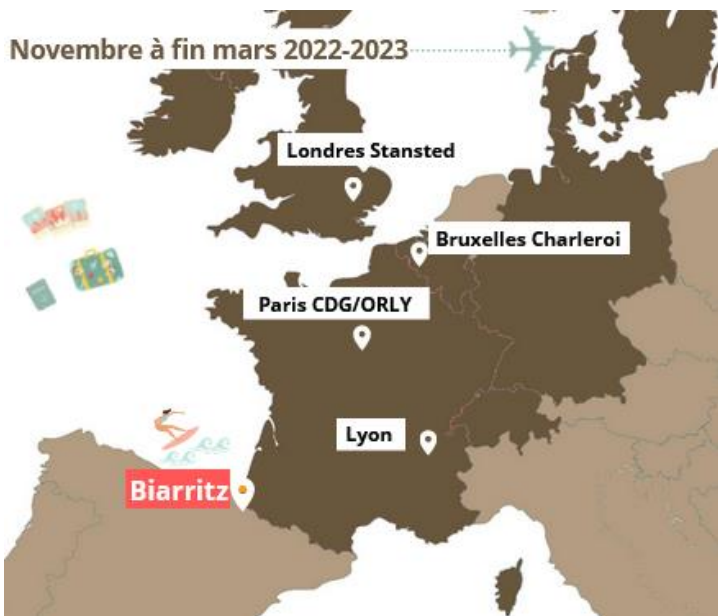 Novembre à fin mars 2022-2023
Londres Stansted
Bruxelles Charleroi
Paris CDG/ORLY
Lyon
Biarritz